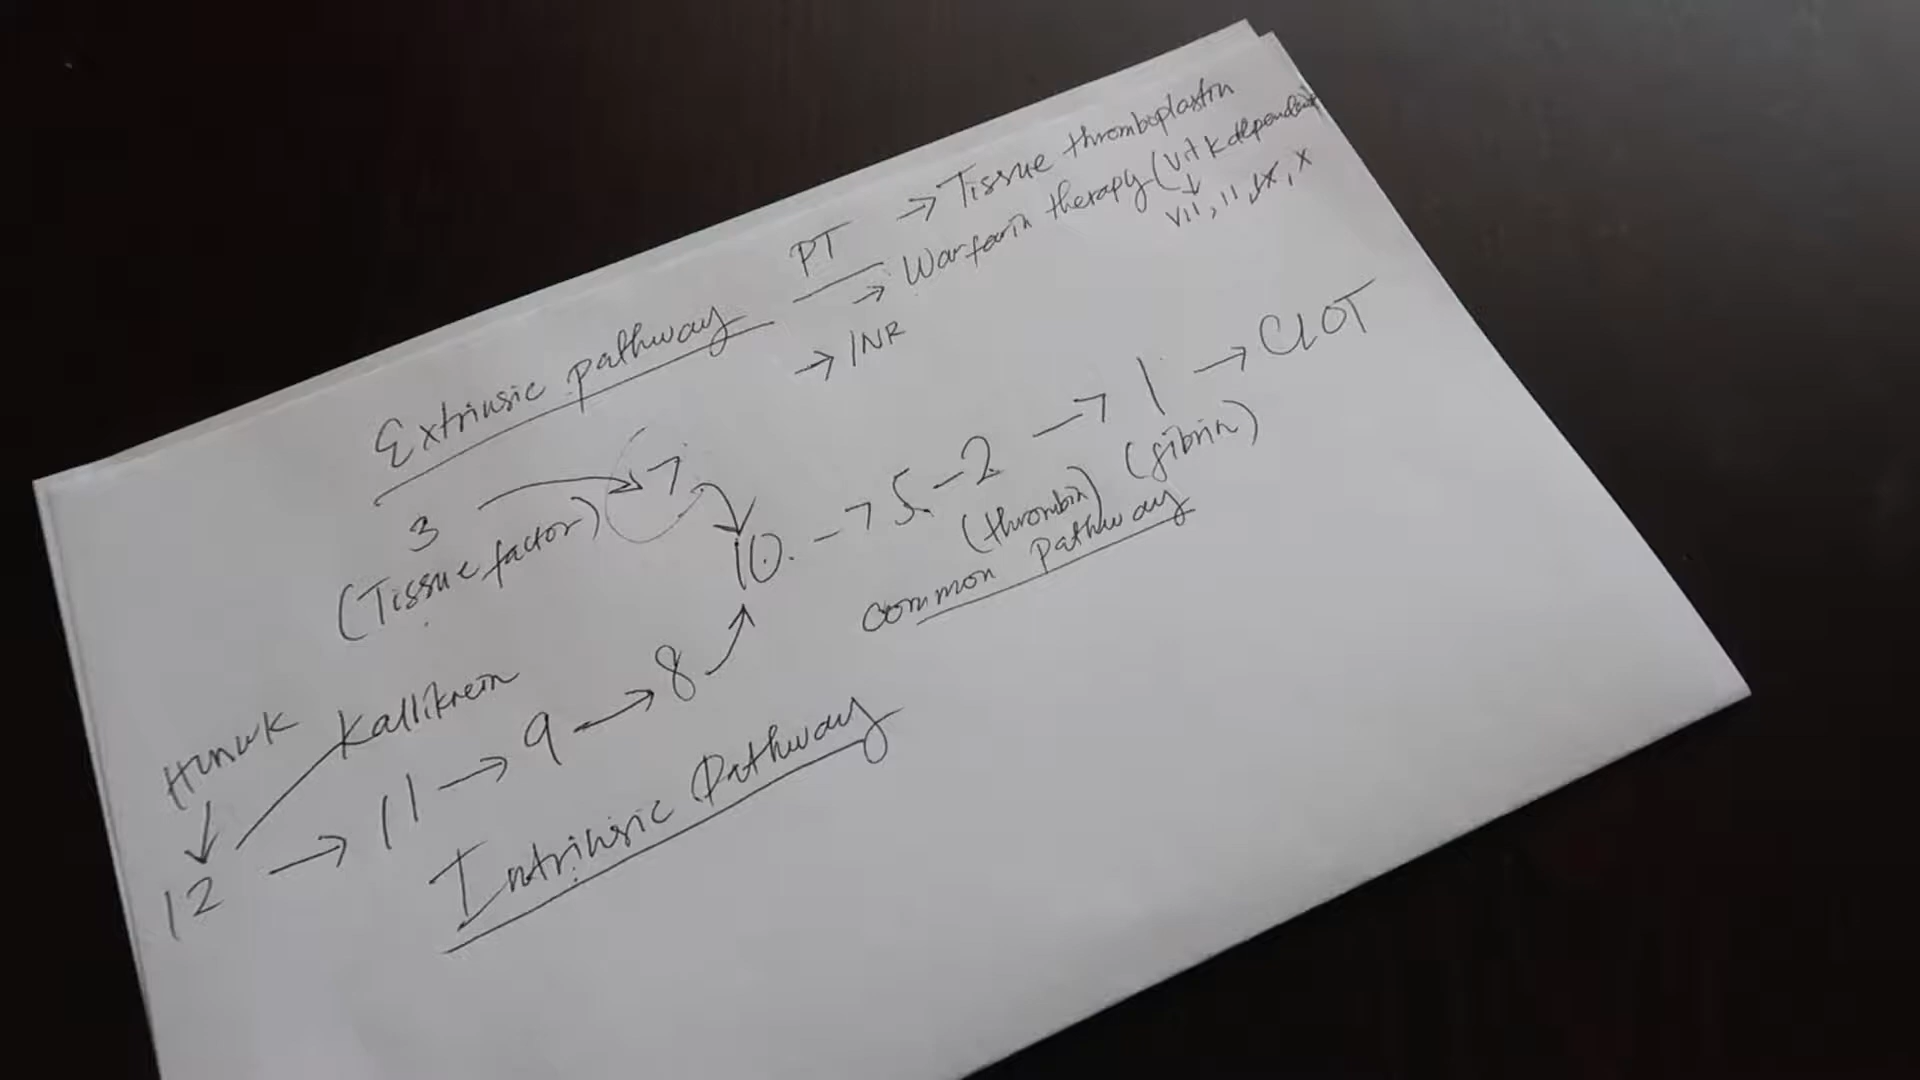 PT → Tissue thromboplastin
→ Warfarin therapy (Vit K dependent)
↓
VII, II, IX, X
→ INR
Extrinsic pathway
3 → 7 → 10. → 5 - 2 → 1 → CLOT
(Tissue factor)
(thrombin) (fibrin)
Common Pathway
HMWK Kallikrein
12 → 11 → 9 → 8
Intrinsic Pathway